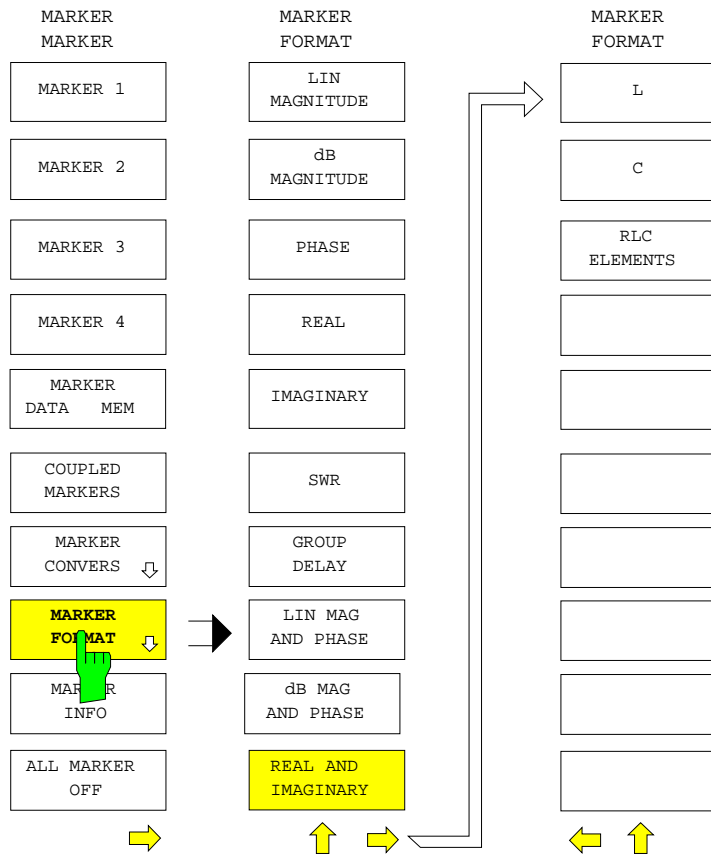 MARKER
MARKER
MARKER 1
MARKER 2
MARKER 3
MARKER 4
MARKER
DATA MEM
COUPLED
MARKERS
MARKER
CONVERS
MARKER
FORMAT
MARKER
INFO
ALL MARKER
OFF
MARKER
FORMAT
LIN
MAGNITUDE
dB
MAGNITUDE
PHASE
REAL
IMAGINARY
SWR
GROUP
DELAY
LIN MAG
AND PHASE
dB MAG
AND PHASE
REAL AND
IMAGINARY
MARKER
FORMAT
L
C
RLC
ELEMENTS